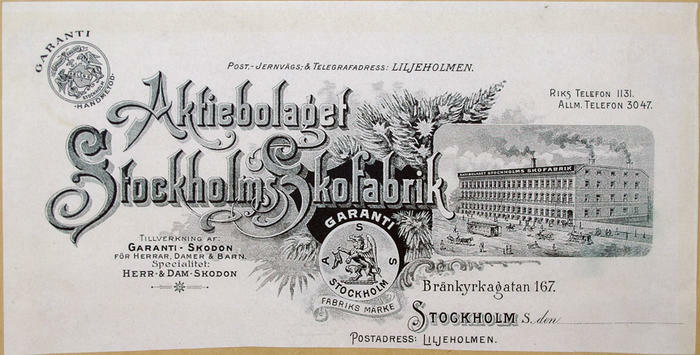 GARANTI
HANDMETOD
POST-, JERNVÄGS-, & TELEGRAFADRESS: LILJEHOLMEN.
RIKS TELEFON 1131.
ALLM. TELEFON 3047.
Aktiebolaget
Stockholms Skofabrik
AKTIEBOLAGET STOCKHOLMS SKOFABRIK
TILLVERKNING AF:
GARANTI-SKODON
FÖR HERRAR, DAMER & BARN.
Specialitet:
HERR-& DAM-SKODON
GARANTI
A S S S
STOCKHOLM
FABRIKS MÄRKE
Bränkyrkagatan 167.
STOCKHOLM S. den
POSTADRESS: LILJEHOLMEN.